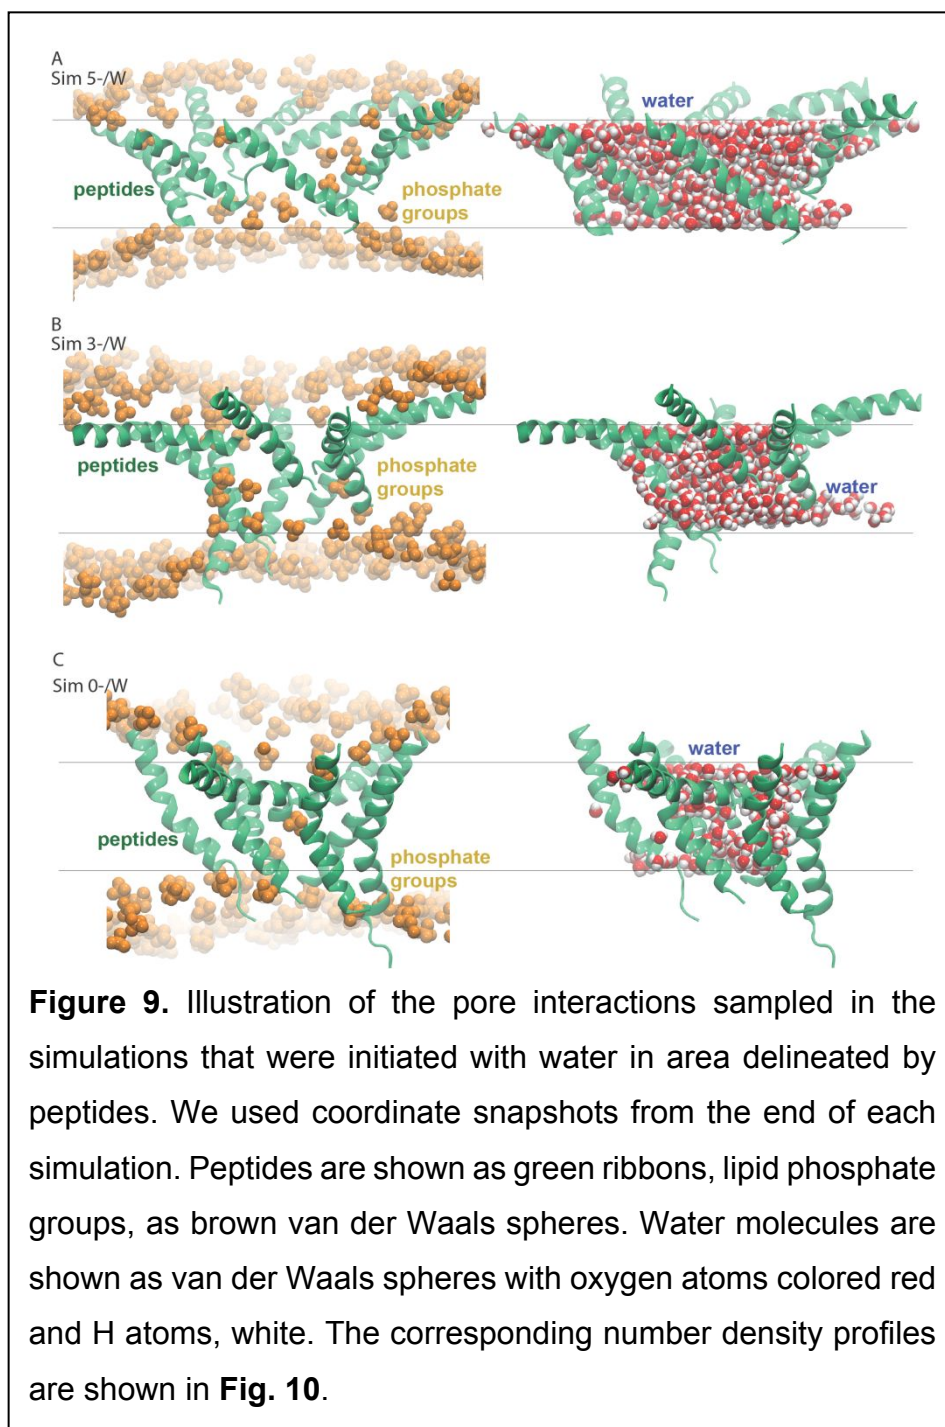 A
Sim 5-/W
water
peptides
phosphate
groups
B
Sim 3-/W
peptides
phosphate
groups
water
C
Sim 0-/W
water
peptides
phosphate
groups
Figure 9. Illustration of the pore interactions sampled in the
simulations that were initiated with water in area delineated by
peptides. We used coordinate snapshots from the end of each
simulation. Peptides are shown as green ribbons, lipid phosphate
groups, as brown van der Waals spheres. Water molecules are
shown as van der Waals spheres with oxygen atoms colored red
and H atoms, white. The corresponding number density profiles
are shown in Fig. 10.